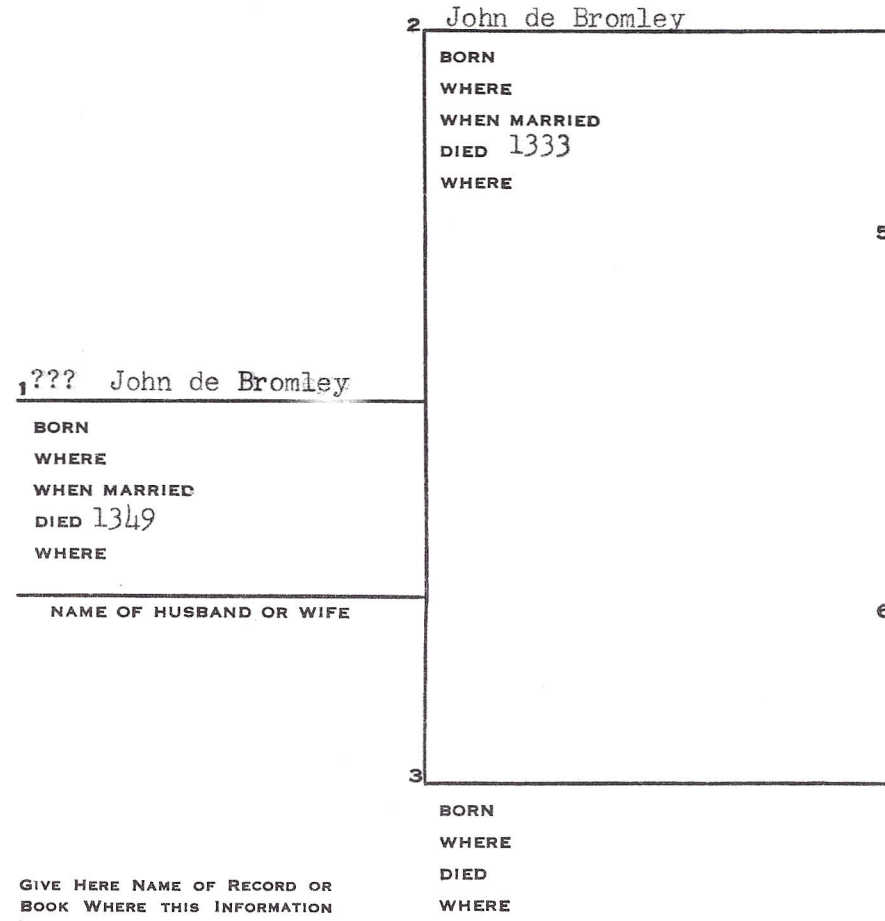 2 John de Bromley
BORN
WHERE
WHEN MARRIED
DIED 1333
WHERE
5
1 ??? John de Bromley
BORN
WHERE
WHEN MARRIED
DIED 1349
WHERE
NAME OF HUSBAND OR WIFE
6
3
BORN
WHERE
DIED
WHERE
GIVE HERE NAME OF RECORD OR
BOOK WHERE THIS INFORMATION